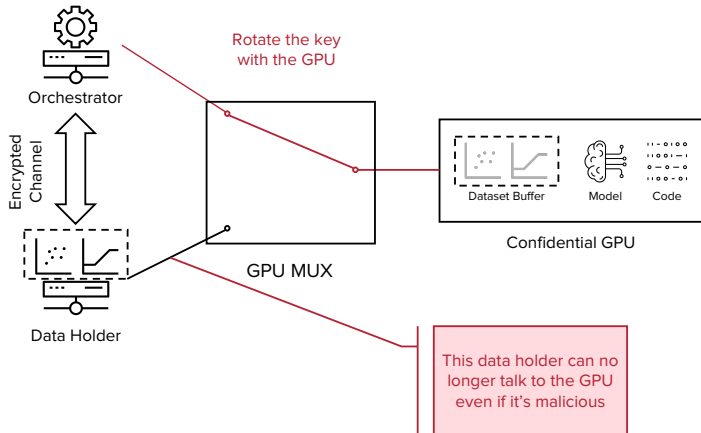 Rotate the key
with the GPU
Orchestrator
Encrypted
Channel
Dataset Buffer
Model
Code
Confidential GPU
GPU MUX
Data Holder
This data holder can no
longer talk to the GPU
even if it's malicious